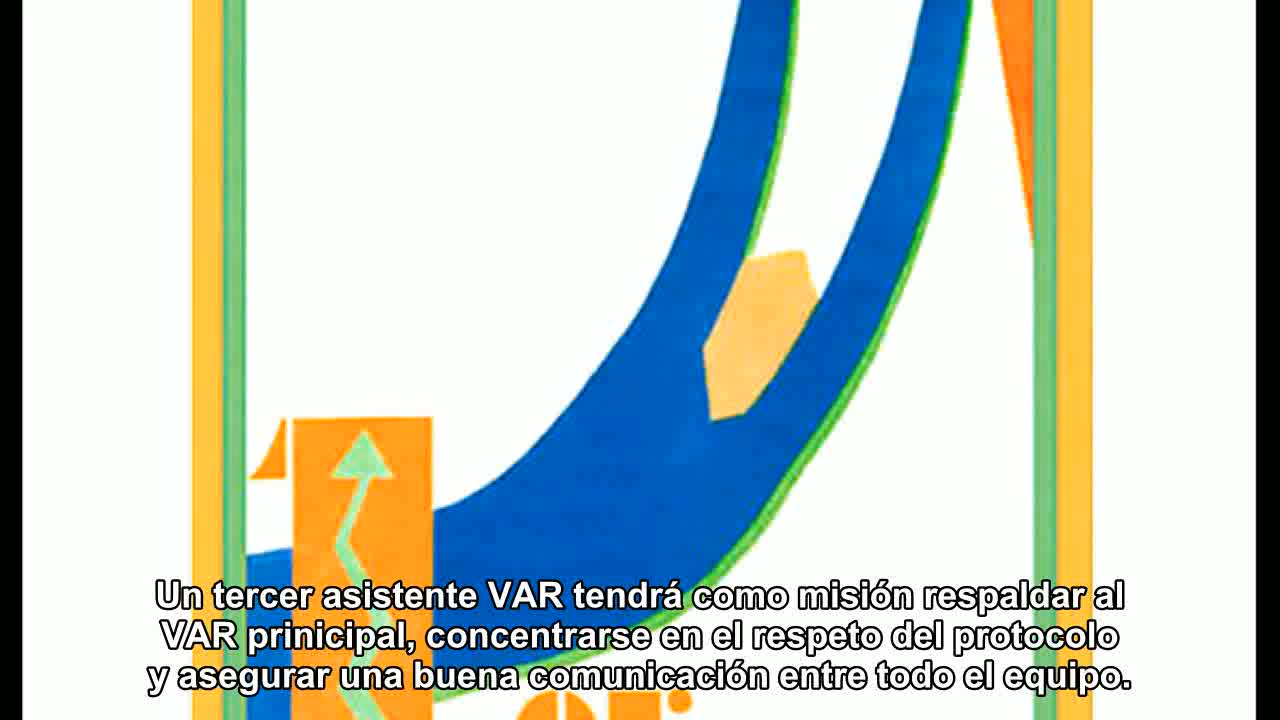 Un tercer asistente VAR tendrá como misión respaldar al
VAR prinicipal, concentrarse en el respeto del protocolo
y asegurar una buena comunicación entre todo el equipo.